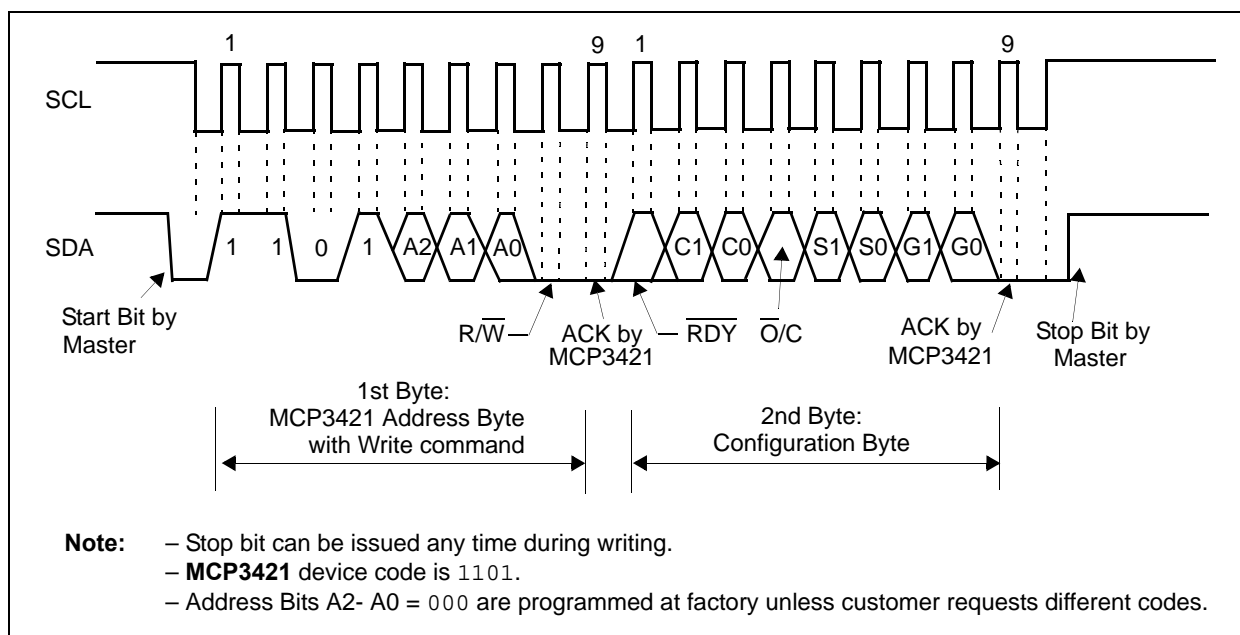 1 9 1 9
SCL
SDA 1 1 0 1 A2 A1 A0 C1 C0 O̅/C S1 S0 G1 G0
Start Bit by
Master
R/W̅
ACK by
MCP3421
R̅D̅Y̅
ACK by
MCP3421
Stop Bit by
Master
1st Byte:
MCP3421 Address Byte
with Write command
2nd Byte:
Configuration Byte
Note: – Stop bit can be issued any time during writing.
– MCP3421 device code is 1101.
– Address Bits A2- A0 = 000 are programmed at factory unless customer requests different codes.